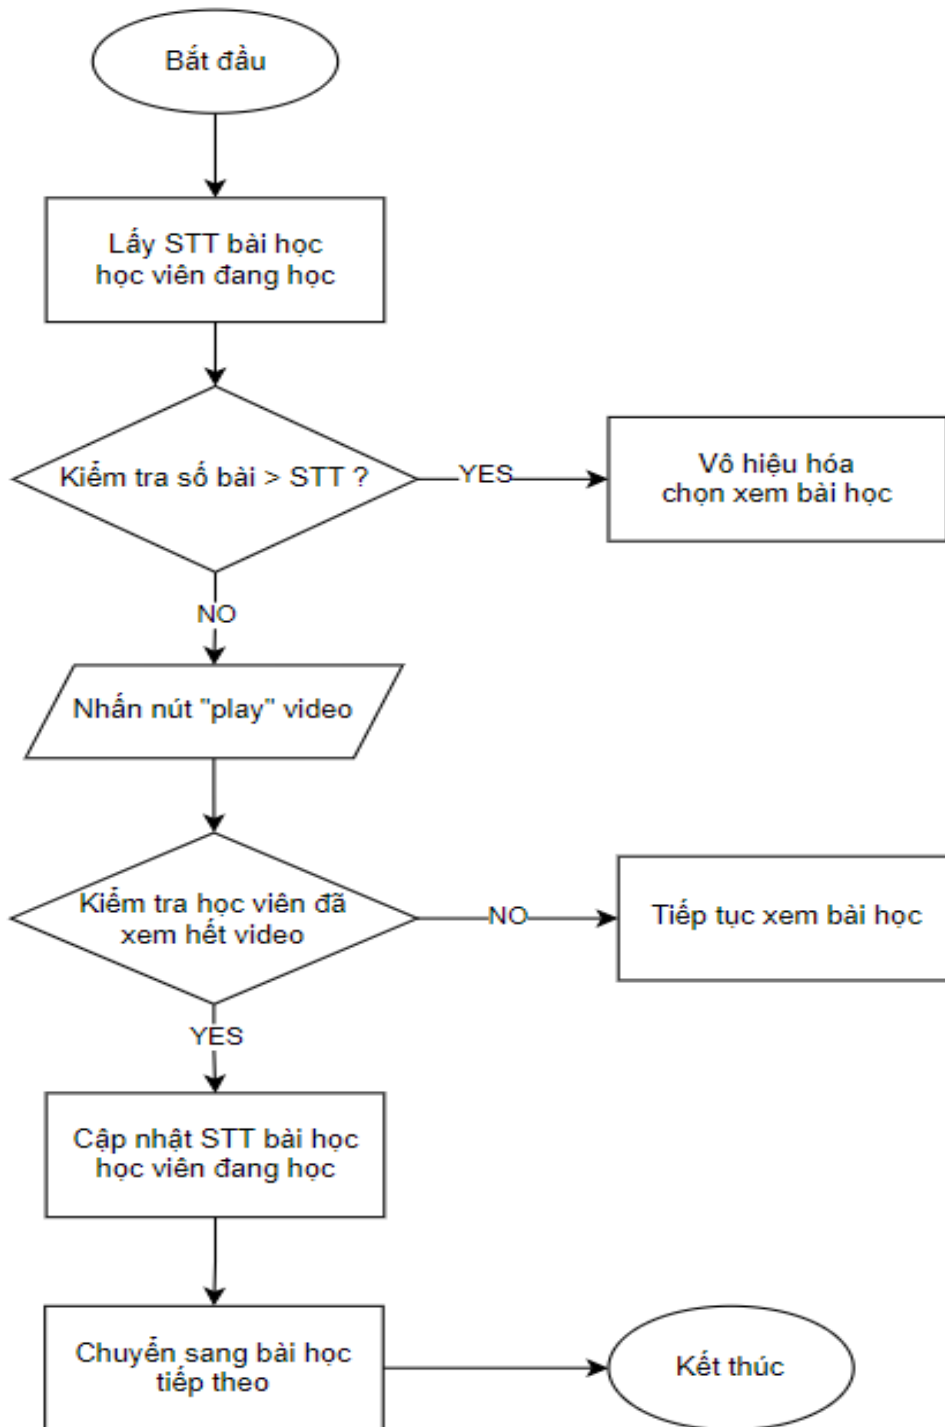 Bắt đầu
Lấy STT bài học
học viên đang học
Kiểm tra số bài > STT ?
YES
Vô hiệu hóa
chọn xem bài học
NO
Nhấn nút "play" video
Kiểm tra học viên đã
xem hết video
NO
Tiếp tục xem bài học
YES
Cập nhật STT bài học
học viên đang học
Chuyển sang bài học
tiếp theo
Kết thúc